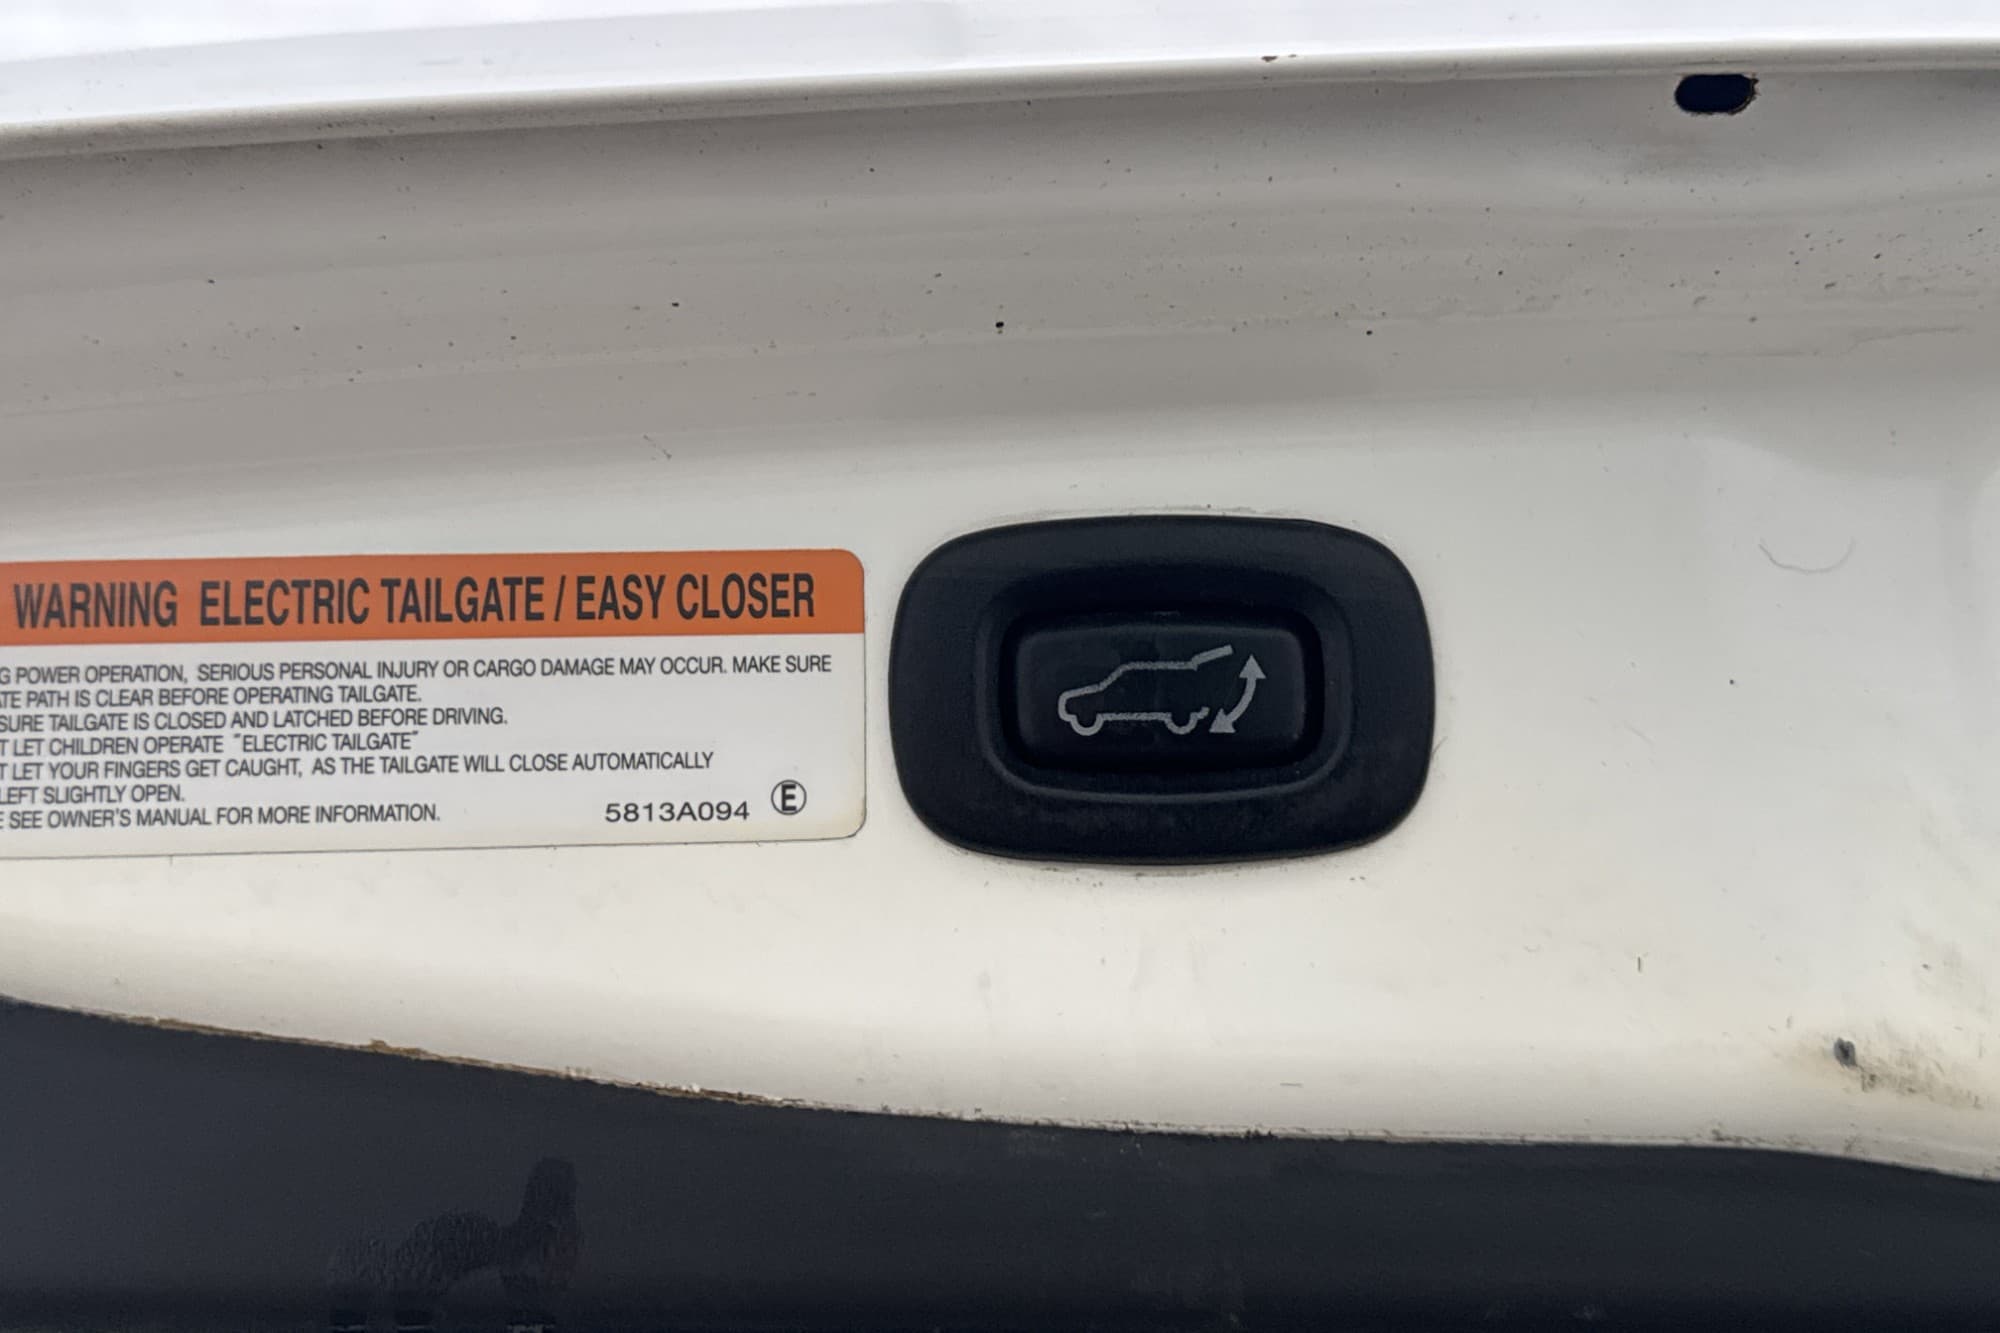 WARNING ELECTRIC TAILGATE / EASY CLOSER
POWER OPERATION, SERIOUS PERSONAL INJURY OR CARGO DAMAGE MAY OCCUR. MAKE SURE
PATH IS CLEAR BEFORE OPERATING TAILGATE.
TAILGATE IS CLOSED AND LATCHED BEFORE DRIVING.
LET CHILDREN OPERATE "ELECTRIC TAILGATE"
LET YOUR FINGERS GET CAUGHT, AS THE TAILGATE WILL CLOSE AUTOMATICALLY
LEFT SLIGHTLY OPEN.
SEE OWNER'S MANUAL FOR MORE INFORMATION.
5813A094 Ⓔ